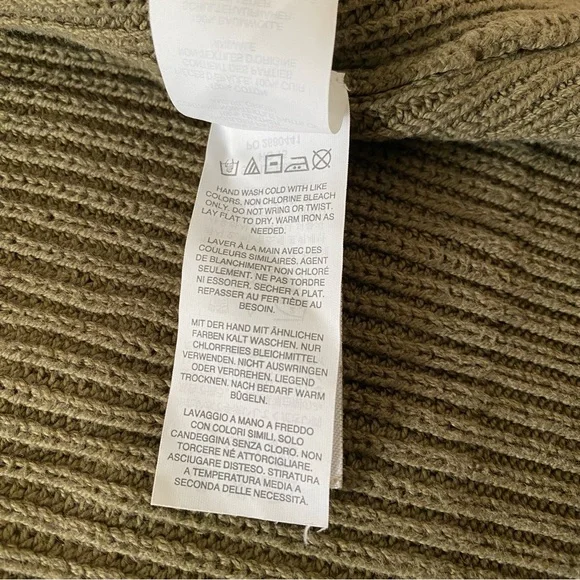 PO 2880441
HAND WASH COLD WITH LIKE
COLORS, NON CHLORINE BLEACH
ONLY. DO NOT WRING OR TWIST.
LAY FLAT TO DRY. WARM IRON AS
NEEDED.
LAVER À LA MAIN AVEC DES
COULEURS SIMILAIRES. AGENT
DE BLANCHIMENT NON CHLORÉ
SEULEMENT. NE PAS TORDRE
NI ESSORER. SECHER A PLAT.
REPASSER AU FER TIÈDE AU
BESOIN.
MIT DER HAND MIT ÄHNLICHEN
FARBEN KALT WASCHEN. NUR
CHLORFREIES BLEICHMITTEL
VERWENDEN. NICHT AUSWRINGEN
ODER VERDREHEN. LIEGEND
TROCKNEN. NACH BEDARF WARM
BÜGELN.
LAVAGGIO A MANO A FREDDO
CON COLORI SIMILI. SOLO
CANDEGGINA SENZA CLORO. NON
TORCERE NÉ ATTORCIGLIARE.
ASCIUGARE DISTESO. STIRATURA
A TEMPERATURA MEDIA A
SECONDA DELLE NECESSITÀ.